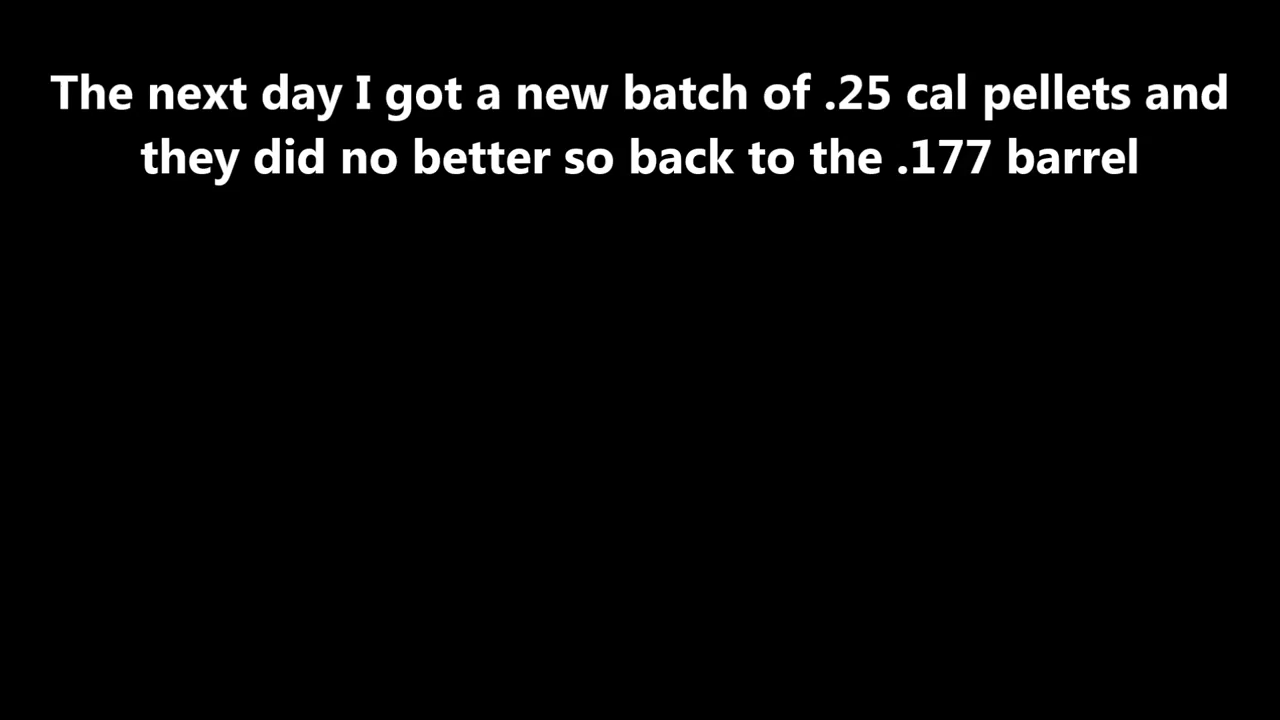 The next day I got a new batch of .25 cal pellets and
they did no better so back to the .177 barrel